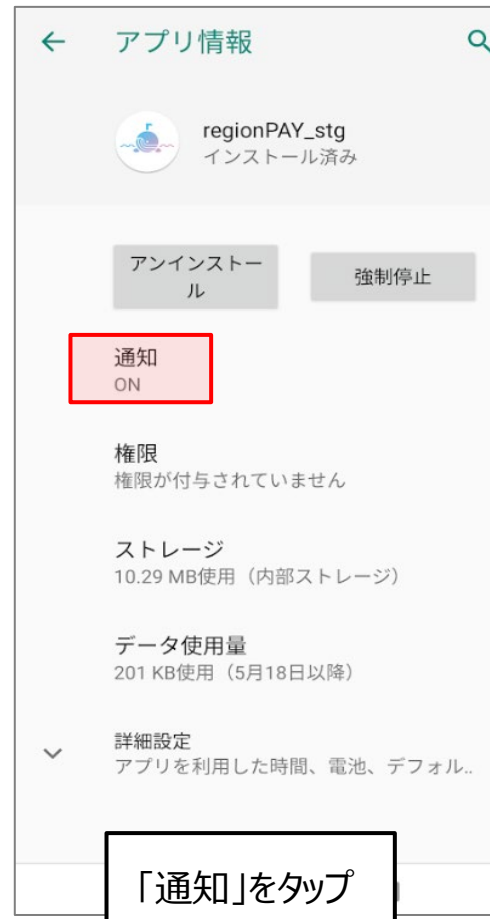 アプリ情報
regionPAY_stg
インストール済み
アンインストー
ル
強制停止
通知
ON
権限
権限が付与されていません
ストレージ
10.29 MB使用（内部ストレージ）
データ使用量
201 KB使用（5月18日以降）
詳細設定
アプリを利用した時間、電池、デフォル..
「通知」をタップ